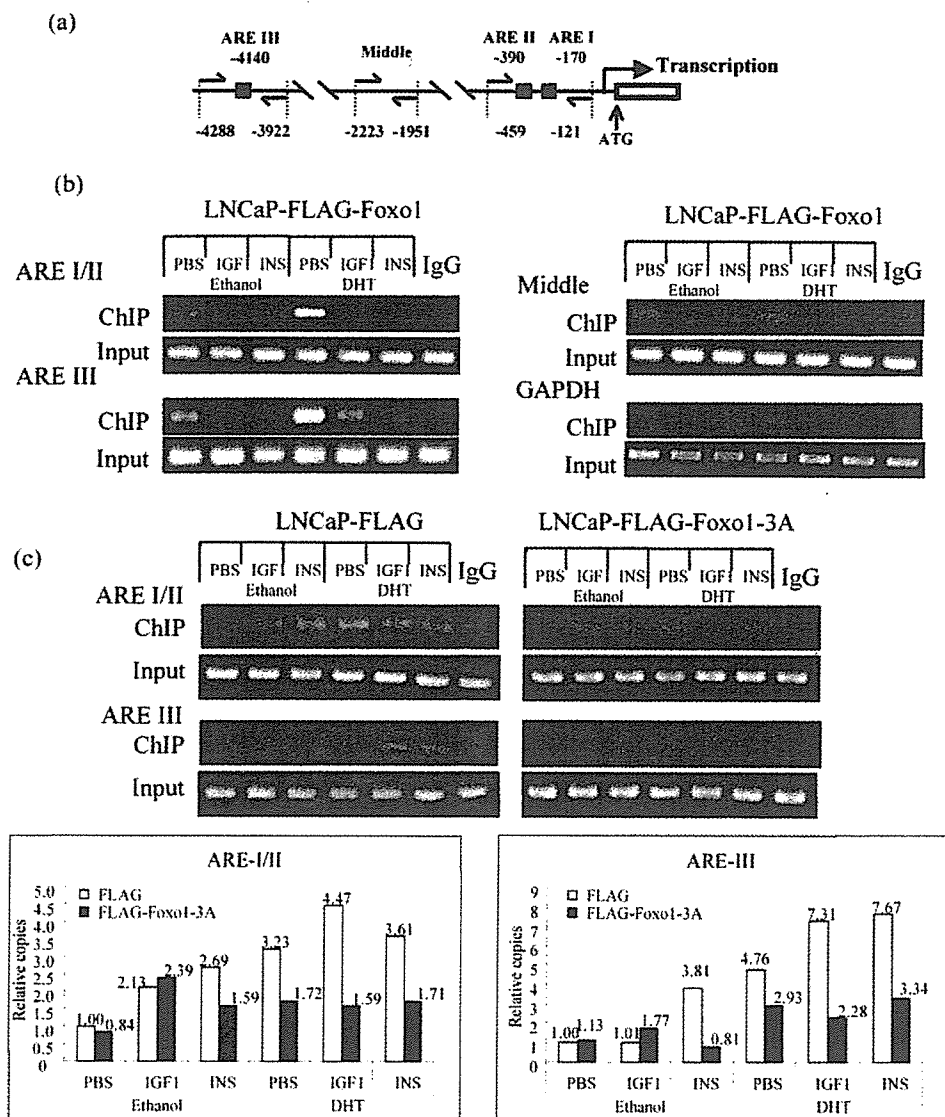 (a)
ARE III
-4140
Middle
ARE II
-390
ARE I
-170
Transcription
-4288
-3922
-2223
-1951
-459
-121
ATG
(b)
LNCaP-FLAG-Foxo1
PBS IGF INS PBS IGF INS IgG
Ethanol DHT
ARE I/II
ChIP
Input
ARE III
ChIP
Input
LNCaP-FLAG-Foxo1
PBS IGF INS PBS IGF INS IgG
Ethanol DHT
Middle
ChIP
Input
GAPDH
ChIP
Input
(c)
LNCaP-FLAG
PBS IGF INS PBS IGF INS IgG
Ethanol DHT
ARE I/II
ChIP
Input
ARE III
ChIP
Input
LNCaP-FLAG-Foxo1-3A
PBS IGF INS PBS IGF INS IgG
Ethanol DHT
ARE-I/II
Relative copies
5.0
4.5
4.0
3.5
3.0
2.5
2.0
1.5
1.0
0.5
0
FLAG
FLAG-Foxo1-3A
1.00 0.84 2.13 2.39 2.69 1.59 3.23 1.72 4.47 1.59 3.61 1.71
PBS IGF1 INS PBS IGF1 INS
Ethanol DHT
ARE-III
Relative copies
9
8
7
6
5
4
3
2
1
0
FLAG
FLAG-Foxo1-3A
1.00 1.13 1.01 1.77 3.81 0.81 4.76 2.93 7.31 2.28 7.67 3.34
PBS IGF1 INS PBS IGF1 INS
Ethanol DHT